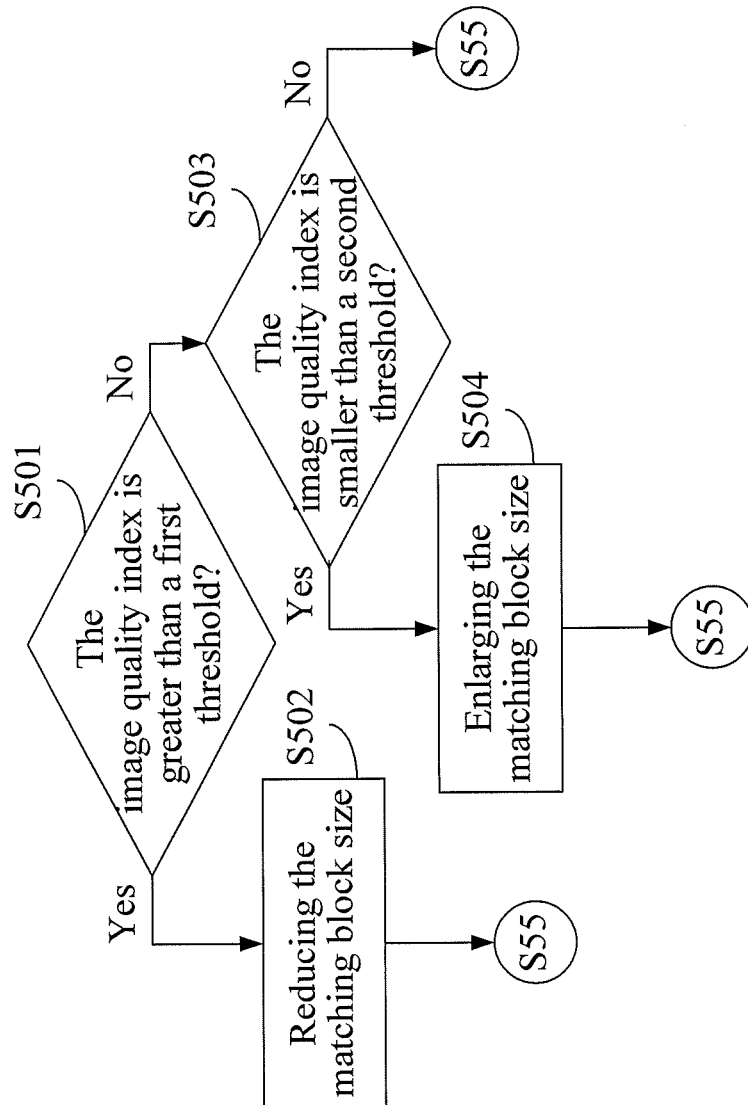 S501
The
image quality index is
greater than a first
threshold?
Yes
No
S502
Reducing the
matching block size
S55
S503
The
image quality index is
smaller than a second
threshold?
Yes
No
S504
Enlarging the
matching block size
S55
S55